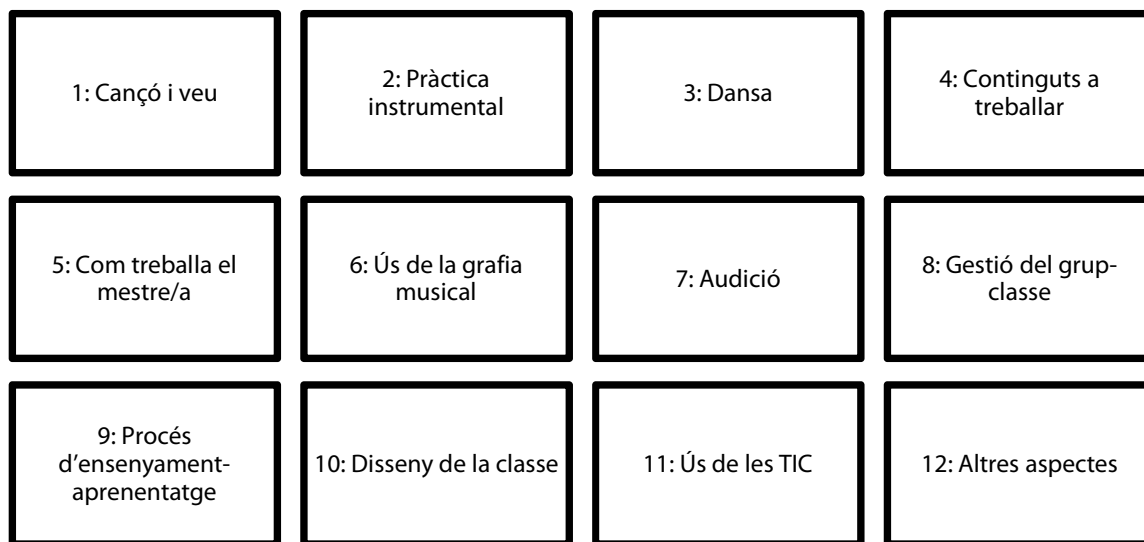 1: Cançó i veu
2: Pràctica
instrumental
3: Dansa
4: Continguts a
treballar
5: Com treballa el
mestre/a
6: Ús de la grafia
musical
7: Audició
8: Gestió del grup-
classe
9: Procés
d'ensenyament-
aprenentatge
10: Disseny de la classe
11: Ús de les TIC
12: Altres aspectes